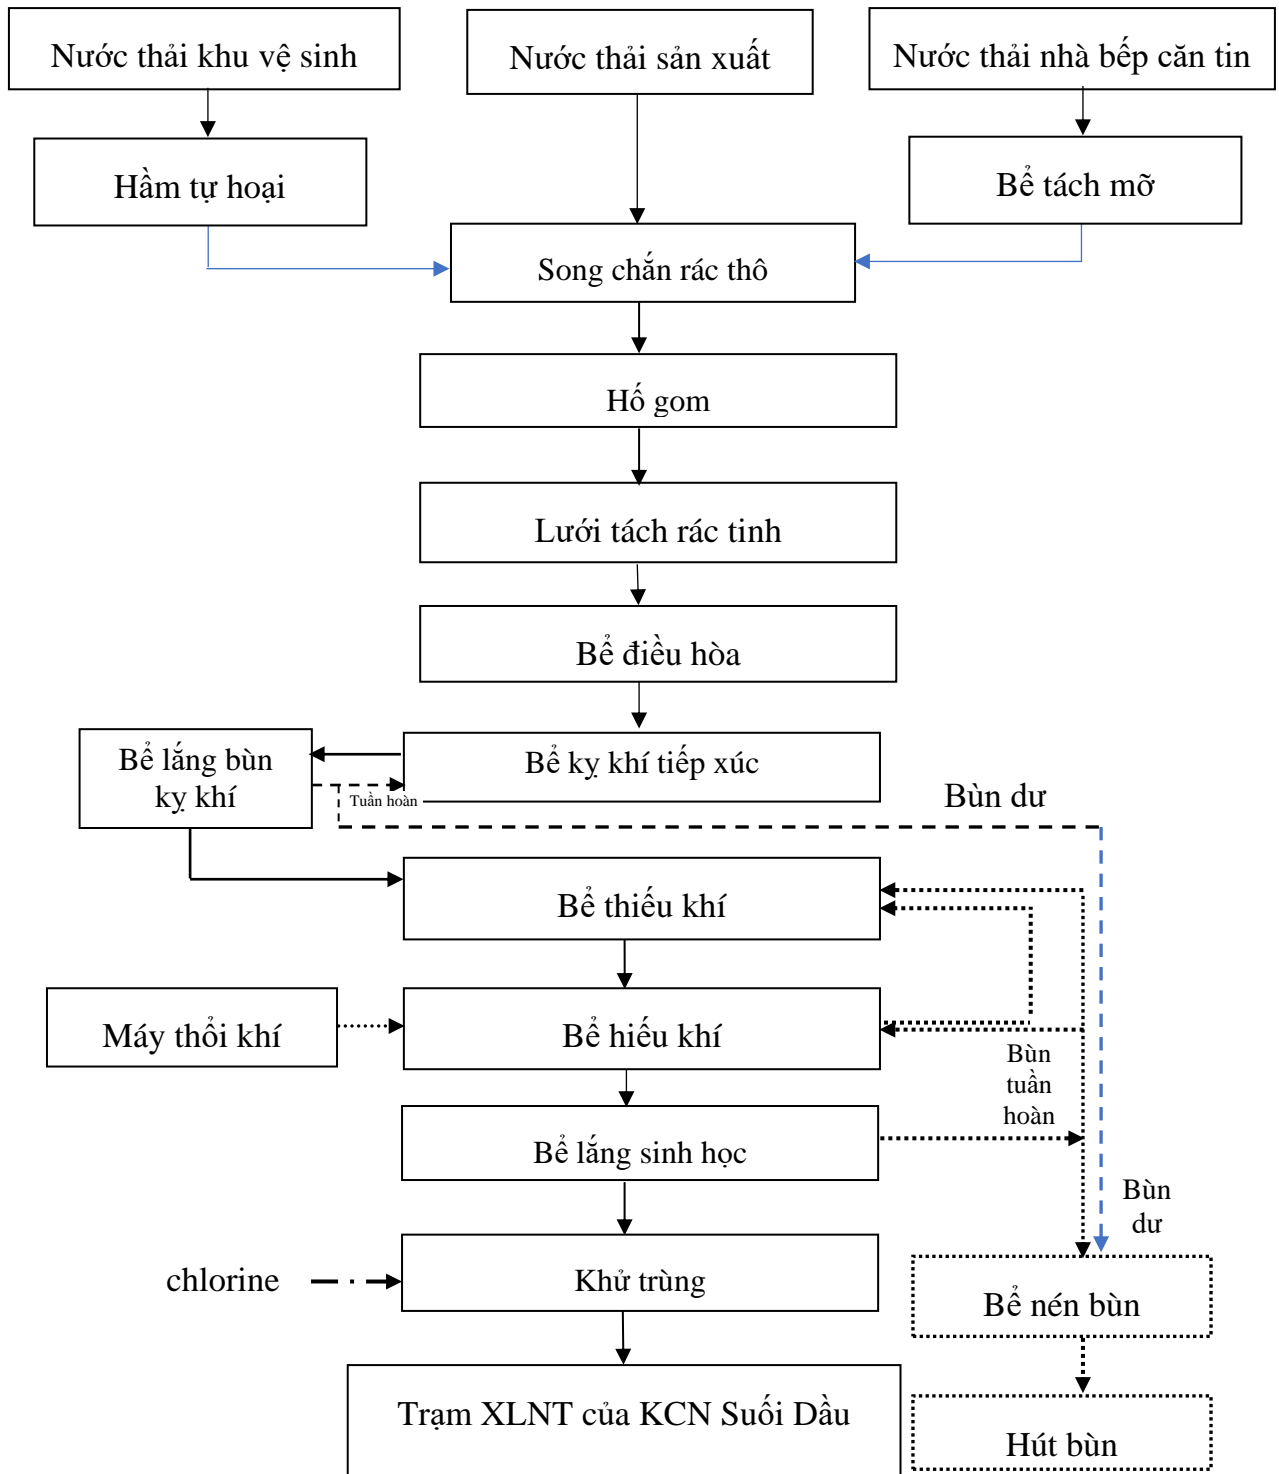 Nước thải khu vệ sinh
Nước thải sản xuất
Nước thải nhà bếp căn tin
Hầm tự hoại
Bể tách mỡ
Song chắn rác thô
Hố gom
Lưới tách rác tinh
Bể điều hòa
Bể lắng bùn
kỵ khí
Bể kỵ khí tiếp xúc
Tuần hoàn
Bùn dư
Bể thiếu khí
Máy thổi khí
Bể hiếu khí
Bùn
tuần
hoàn
Bể lắng sinh học
Bùn
dư
chlorine
Khử trùng
Bể nén bùn
Trạm XLNT của KCN Suối Dầu
Hút bùn